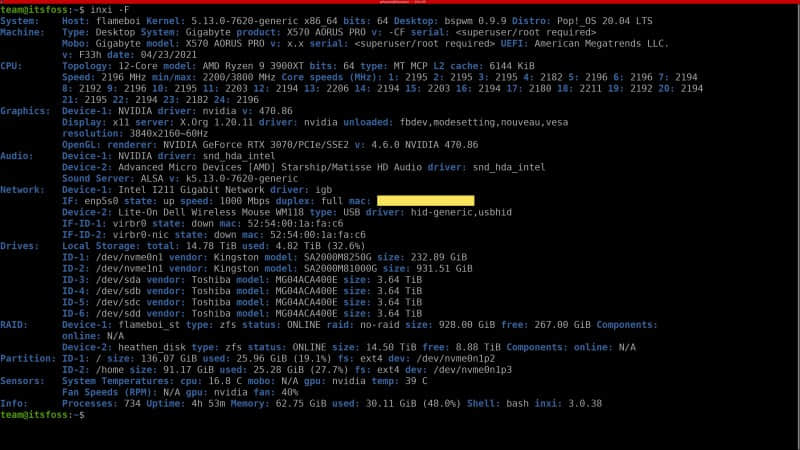 team@itsfoss:~$ inxi -F
System: Host: flameboi Kernel: 5.13.0-7620-generic x86_64 bits: 64 Desktop: bspwm 0.9.9 Distro: Pop!_OS 20.04 LTS
Machine: Type: Desktop System: Gigabyte product: X570 AORUS PRO v: -CF serial: <superuser/root required>
Mobo: Gigabyte model: X570 AORUS PRO v: x.x serial: <superuser/root required> UEFI: American Megatrends LLC.
v: F33h date: 04/23/2021
CPU: Topology: 12-Core model: AMD Ryzen 9 3900XT bits: 64 type: MT MCP L2 cache: 6144 KiB
Speed: 2196 MHz min/max: 2200/3800 MHz Core speeds (MHz): 1: 2195 2: 2195 3: 2195 4: 2182 5: 2196 6: 2196 7: 2194
8: 2192 9: 2196 10: 2195 11: 2203 12: 2194 13: 2206 14: 2194 15: 2203 16: 2194 17: 2180 18: 2211 19: 2192 20: 2194
21: 2195 22: 2194 23: 2182 24: 2196
Graphics: Device-1: NVIDIA driver: nvidia v: 470.86
Display: x11 server: X.Org 1.20.11 driver: nvidia unloaded: fbdev,modesetting,nouveau,vesa
resolution: 3840x2160~60Hz
OpenGL: renderer: NVIDIA GeForce RTX 3070/PCIe/SSE2 v: 4.6.0 NVIDIA 470.86
Audio: Device-1: NVIDIA driver: snd_hda_intel
Device-2: Advanced Micro Devices [AMD] Starship/Matisse HD Audio driver: snd_hda_intel
Sound Server: ALSA v: k5.13.0-7620-generic
Network: Device-1: Intel I211 Gigabit Network driver: igb
IF: enp5s0 state: up speed: 1000 Mbps duplex: full mac:
Device-2: Lite-On Dell Wireless Mouse WM118 type: USB driver: hid-generic,usbhid
IF-ID-1: virbr0 state: down mac: 52:54:00:1a:fa:c6
IF-ID-2: virbr0-nic state: down mac: 52:54:00:1a:fa:c6
Drives: Local Storage: total: 14.78 TiB used: 4.82 TiB (32.6%)
ID-1: /dev/nvme0n1 vendor: Kingston model: SA2000M8250G size: 232.89 GiB
ID-2: /dev/nvme1n1 vendor: Kingston model: SA2000M81000G size: 931.51 GiB
ID-3: /dev/sda vendor: Toshiba model: MG04ACA400E size: 3.64 TiB
ID-4: /dev/sdb vendor: Toshiba model: MG04ACA400E size: 3.64 TiB
ID-5: /dev/sdc vendor: Toshiba model: MG04ACA400E size: 3.64 TiB
ID-6: /dev/sdd vendor: Toshiba model: MG04ACA400E size: 3.64 TiB
RAID: Device-1: flameboi_st type: zfs status: ONLINE raid: no-raid size: 928.00 GiB free: 267.00 GiB Components:
online: N/A
Device-2: heathen_disk type: zfs status: ONLINE size: 14.50 TiB free: 8.88 TiB Components: online: N/A
Partition: ID-1: / size: 136.07 GiB used: 25.96 GiB (19.1%) fs: ext4 dev: /dev/nvme0n1p2
ID-2: /home size: 91.17 GiB used: 25.28 GiB (27.7%) fs: ext4 dev: /dev/nvme0n1p3
Sensors: System Temperatures: cpu: 16.8 C mobo: N/A gpu: nvidia temp: 39 C
Fan Speeds (RPM): N/A gpu: nvidia fan: 40%
Info: Processes: 734 Uptime: 4h 53m Memory: 62.75 GiB used: 30.11 GiB (48.0%) Shell: bash inxi: 3.0.38
team@itsfoss:~$